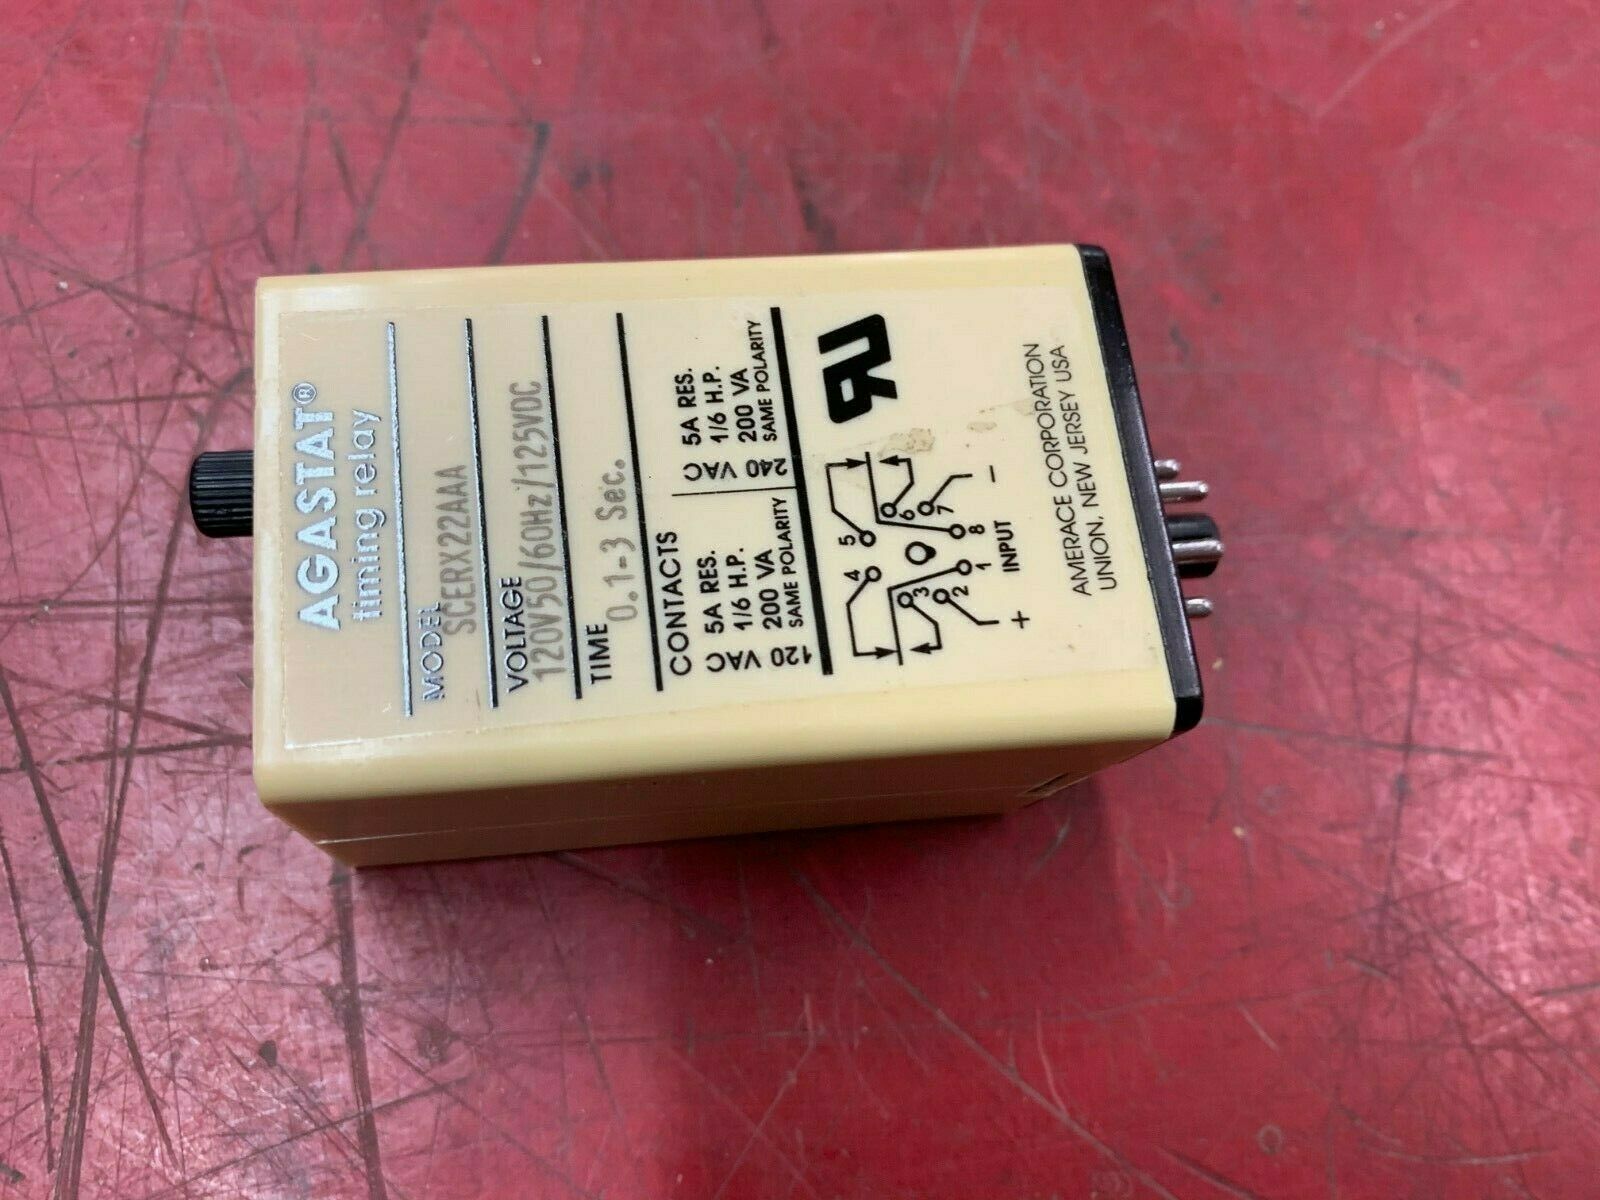 AGASTAT®
timing relay
MODEL
SCERX22AAA
VOLTAGE
120V50/60Hz/125VDC
TIME
0.1-3 Sec.
CONTACTS
120 VAC
5A RES.
1/6 H.P.
200 VA
SAME POLARITY
240 VAC
5A RES.
1/6 H.P.
200 VA
SAME POLARITY
4 5
3 6
2 7
1 8
+ INPUT −
RU
AMERACE CORPORATION
UNION, NEW JERSEY USA